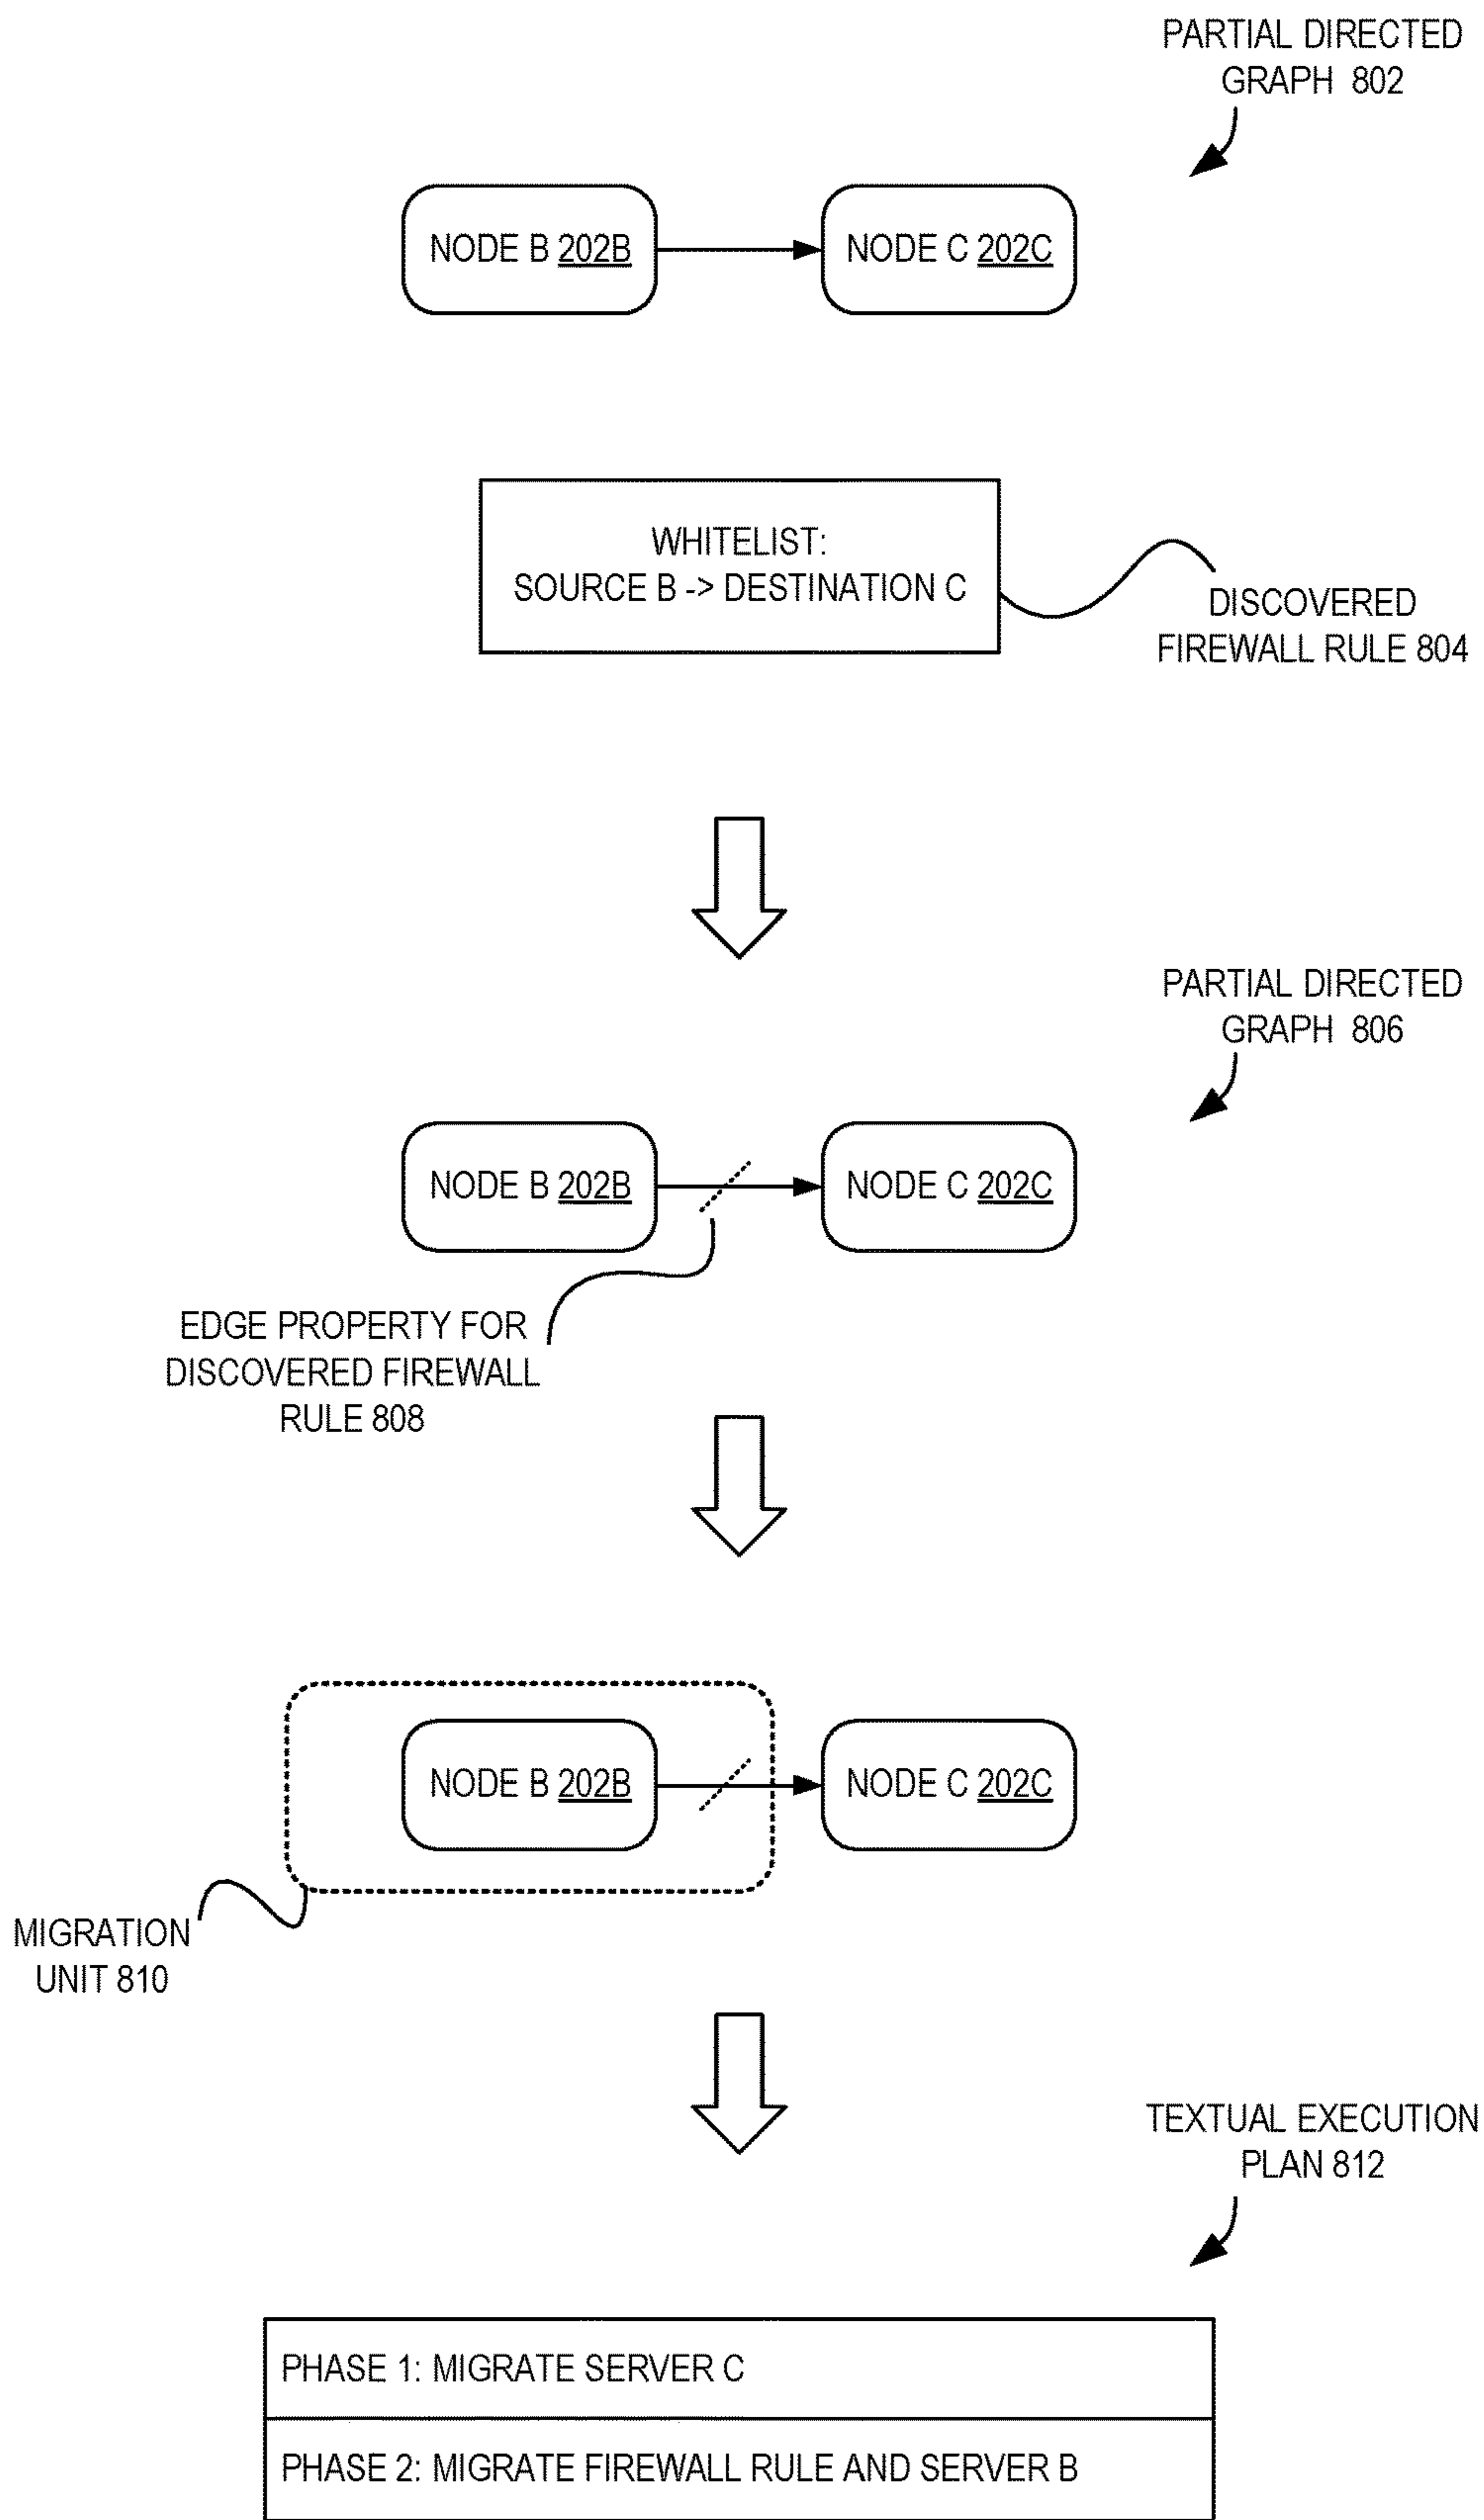 PARTIAL DIRECTED
GRAPH 802
NODE B 202B
NODE C 202C
WHITELIST:
SOURCE B -> DESTINATION C
DISCOVERED
FIREWALL RULE 804
PARTIAL DIRECTED
GRAPH 806
NODE B 202B
NODE C 202C
EDGE PROPERTY FOR
DISCOVERED FIREWALL
RULE 808
NODE B 202B
NODE C 202C
MIGRATION
UNIT 810
TEXTUAL EXECUTION
PLAN 812
PHASE 1: MIGRATE SERVER C
PHASE 2: MIGRATE FIREWALL RULE AND SERVER B